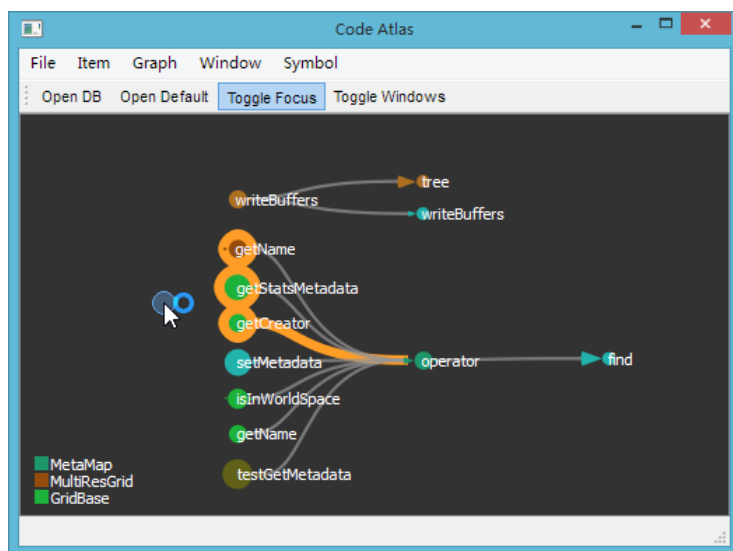 Code Atlas
File Item Graph Window Symbol
Open DB Open Default Toggle Focus Toggle Windows
tree
writeBuffers
writeBuffers
getName
getStatsMetadata
getCreator
setMetadata
operator
find
isInWorldSpace
getName
testGetMetadata
MetaMap
MultiResGrid
GridBase